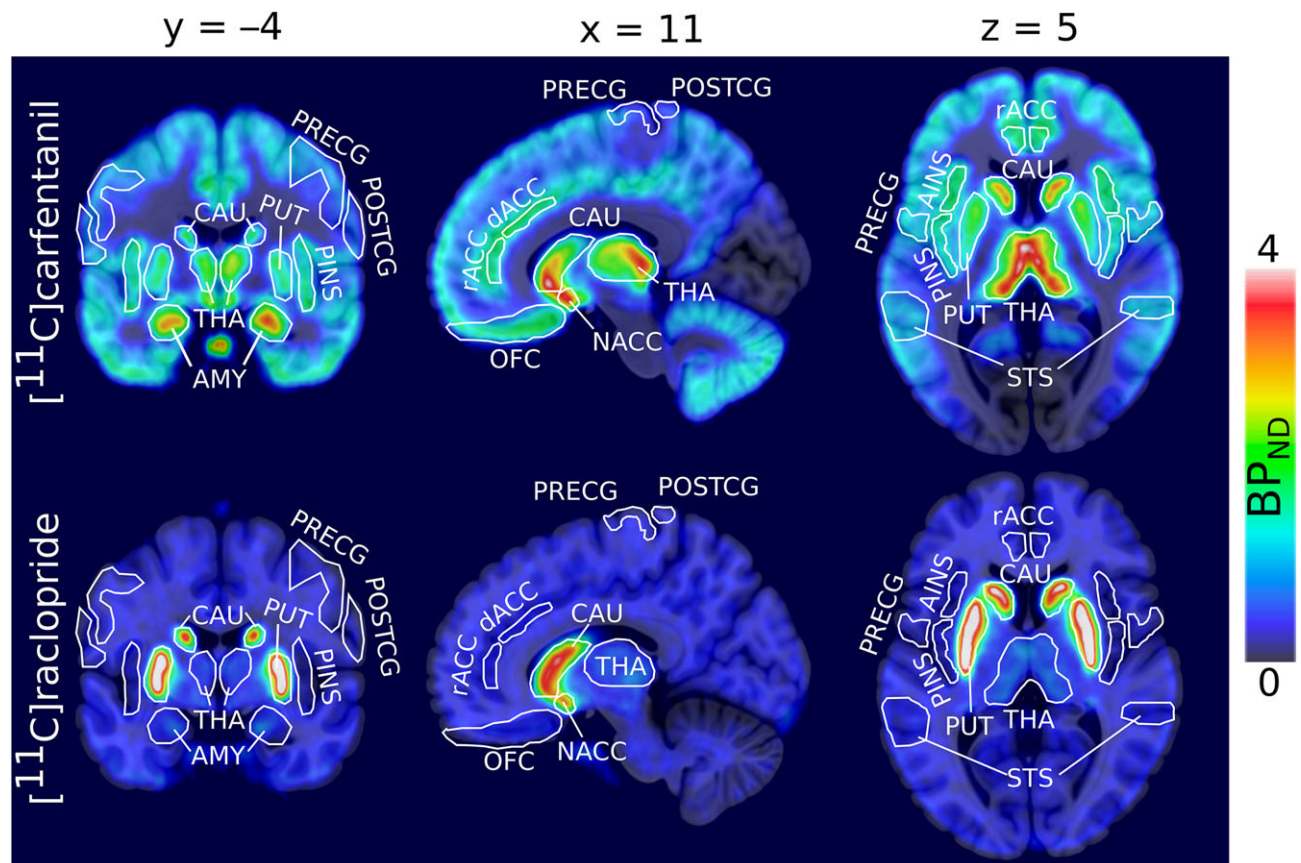 y = –4
x = 11
z = 5
[¹¹C]carfentanil
PRECG
POSTCG
CAU
PUT
PINS
THA
AMY
PRECG
POSTCG
rACC
dACC
CAU
THA
NACC
OFC
rACC
CAU
AINS
PRECG
PINS
PUT
THA
STS
[¹¹C]raclopride
PRECG
POSTCG
CAU
PUT
PINS
THA
AMY
PRECG
POSTCG
rACC
dACC
CAU
THA
NACC
OFC
rACC
CAU
AINS
PRECG
PINS
PUT
THA
STS
4
BP_ND
0